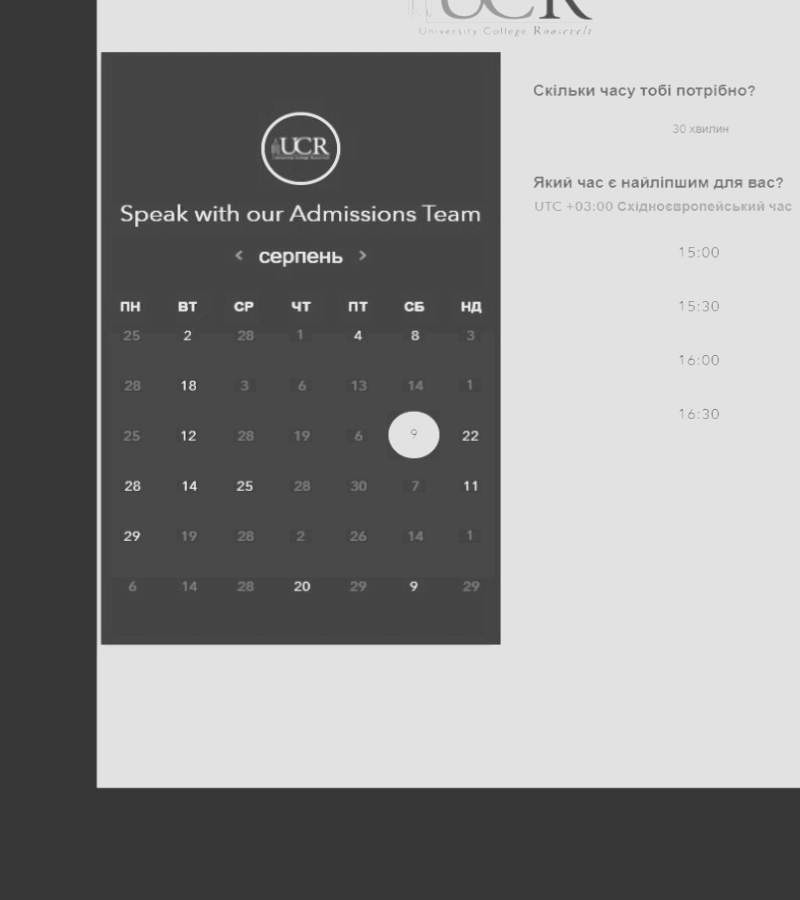 UCR
University College Roosevelt
UCR
Speak with our Admissions Team
< серпень >
ПН ВТ СР ЧТ ПТ СБ НД
25 2 28 1 4 8 3
28 18 3 6 13 14 1
25 12 28 19 6 9 22
28 14 25 28 30 7 11
29 19 28 2 26 14 1
6 14 28 20 29 9 29
Скільки часу тобі потрібно?
30 хвилин
Який час є найліпшим для вас?
UTC +03:00 Східноєвропейський час
15:00
15:30
16:00
16:30